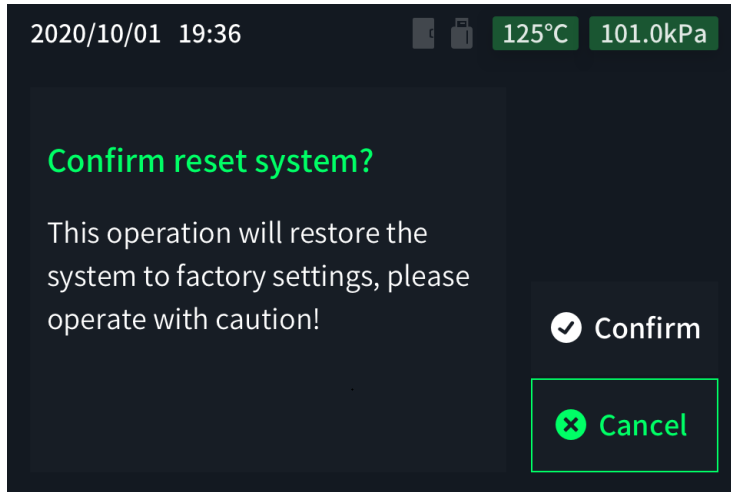 2020/10/01 19:36 125℃ 101.0kPa
Confirm reset system?
This operation will restore the
system to factory settings, please
operate with caution!
Confirm
Cancel